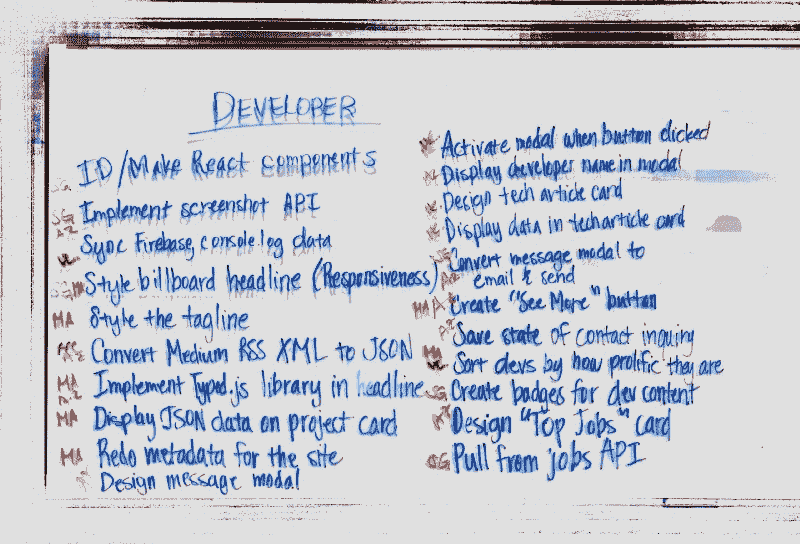 DEVELOPER
ID/Make React components
SG Implement screenshot API
Sync Firebase, console log data
Style billboard headline (Responsiveness)
MA Style the tagline
Convert Medium RSS XML to JSON
MA Implement Typed.js library in headline
MA Display JSON data on project card
MA Redo metadata for the site
Design message modal
Activate modal when button clicked
Display developer name in modal
Design tech article card
Display data in tech article card
Convert message modal to
email & send
MA Create "See More" button
Save state of contact inquiry
Sort devs by how prolific they are
SG Create badges for dev content
Design "Top Jobs" card
SG Pull from jobs API